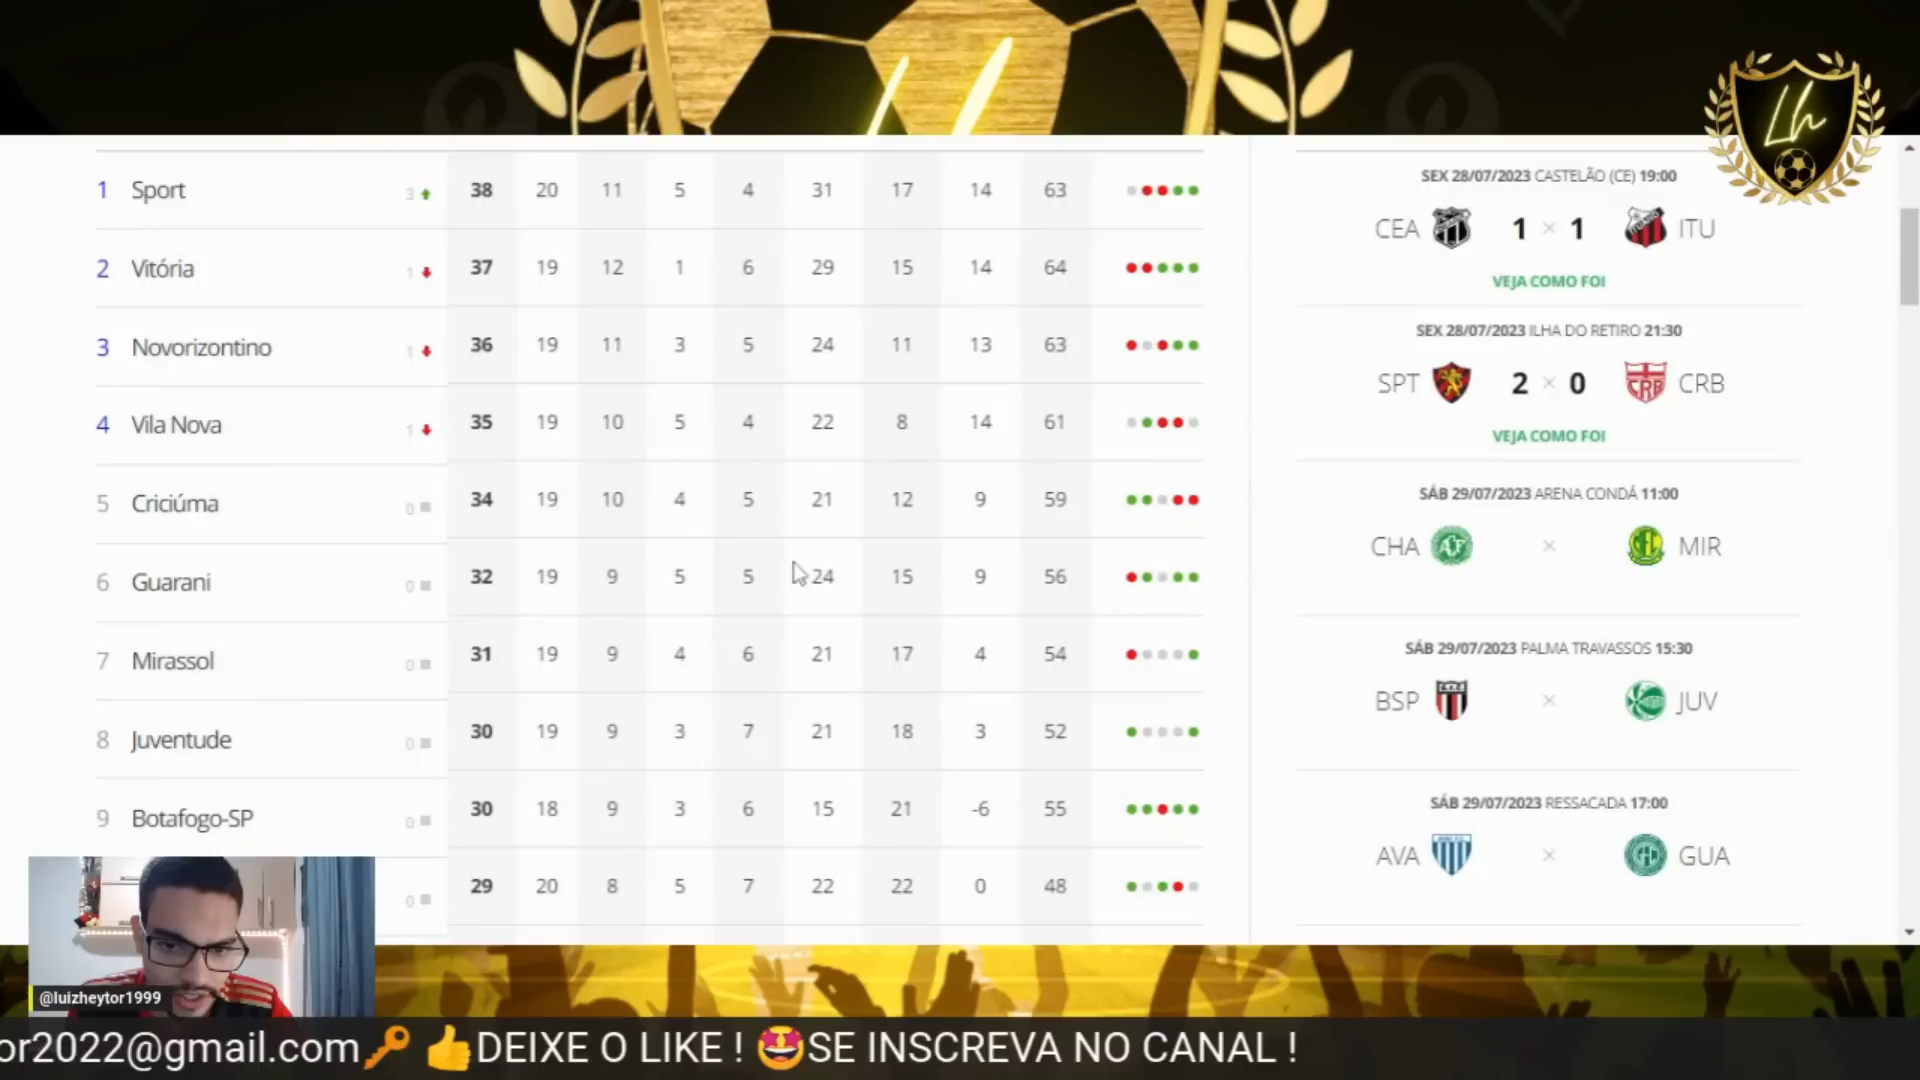 Lh
1 Sport 3 38 20 11 5 4 31 17 14 63
2 Vitória 1 37 19 12 1 6 29 15 14 64
3 Novorizontino 1 36 19 11 3 5 24 11 13 63
4 Vila Nova 1 35 19 10 5 4 22 8 14 61
5 Criciúma 0 34 19 10 4 5 21 12 9 59
6 Guarani 0 32 19 9 5 5 24 15 9 56
7 Mirassol 0 31 19 9 4 6 21 17 4 54
8 Juventude 0 30 19 9 3 7 21 18 3 52
9 Botafogo-SP 0 30 18 9 3 6 15 21 -6 55
0 29 20 8 5 7 22 22 0 48
SEX 28/07/2023 CASTELÃO (CE) 19:00
CEA 1 × 1 ITU
VEJA COMO FOI
SEX 28/07/2023 ILHA DO RETIRO 21:30
SPT 2 × 0 CRB CRB
VEJA COMO FOI
SÁB 29/07/2023 ARENA CONDÁ 11:00
CHA × MIR
SÁB 29/07/2023 PALMA TRAVASSOS 15:30
BSP × JUV
SÁB 29/07/2023 RESSACADA 17:00
AVA × GUA
@luizheytor1999
or2022@gmail.com🔑 👍DEIXE O LIKE ! 🤩SE INSCREVA NO CANAL !